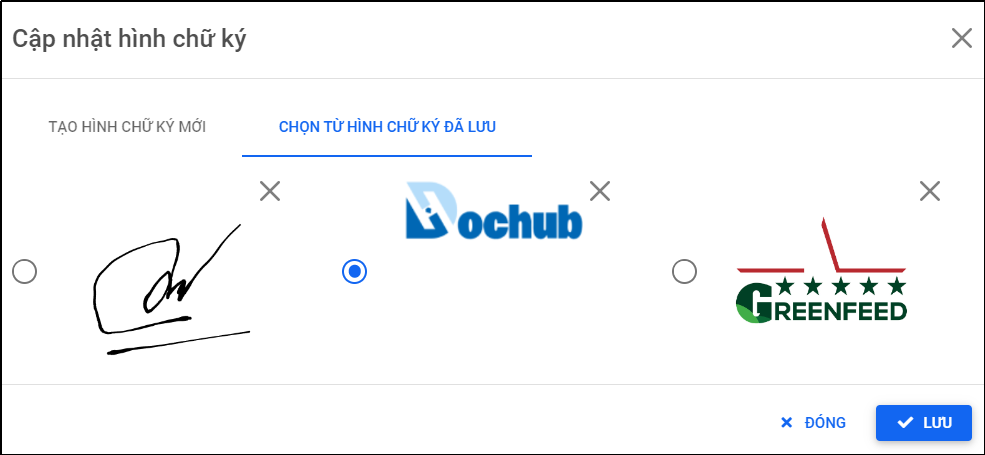 Cập nhật hình chữ ký
TẠO HÌNH CHỮ KÝ MỚI
CHỌN TỪ HÌNH CHỮ KÝ ĐÃ LƯU
Dochub
GREENFEED
ĐÓNG
LƯU